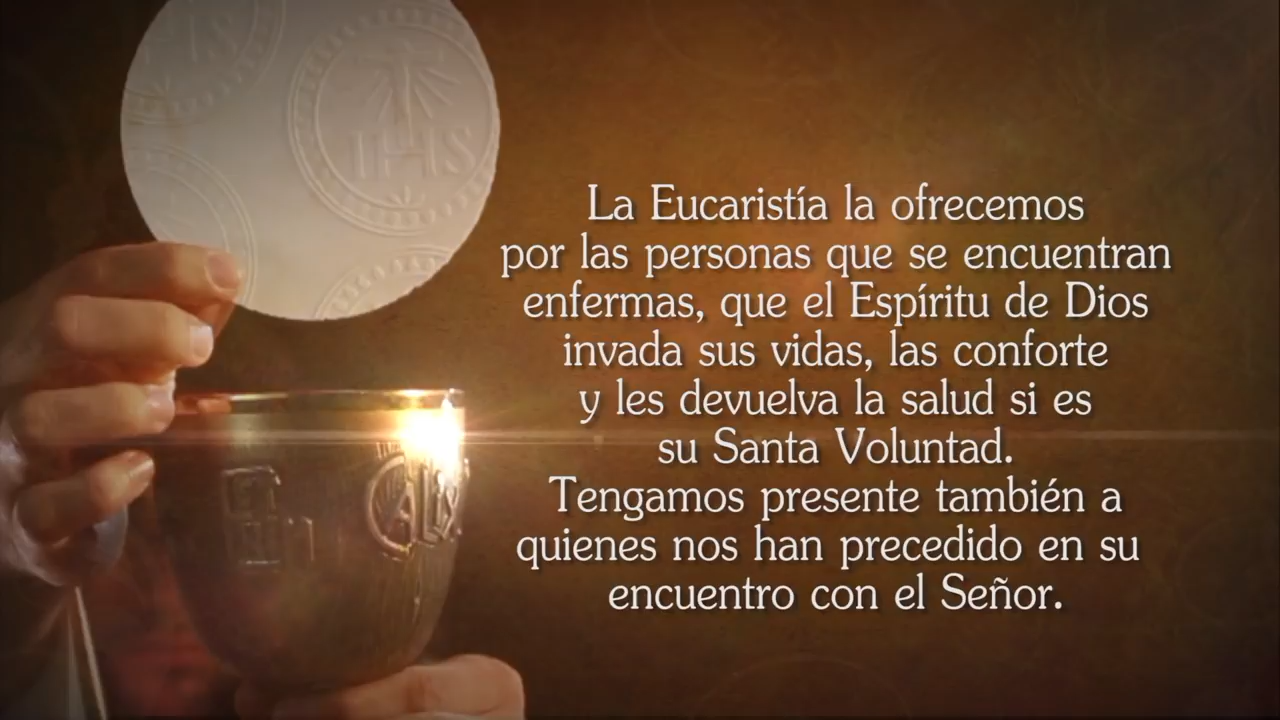 IHS
La Eucaristía la ofrecemos
por las personas que se encuentran
enfermas, que el Espíritu de Dios
invada sus vidas, las conforte
y les devuelva la salud si es
su Santa Voluntad.
Tengamos presente también a
quienes nos han precedido en su
encuentro con el Señor.